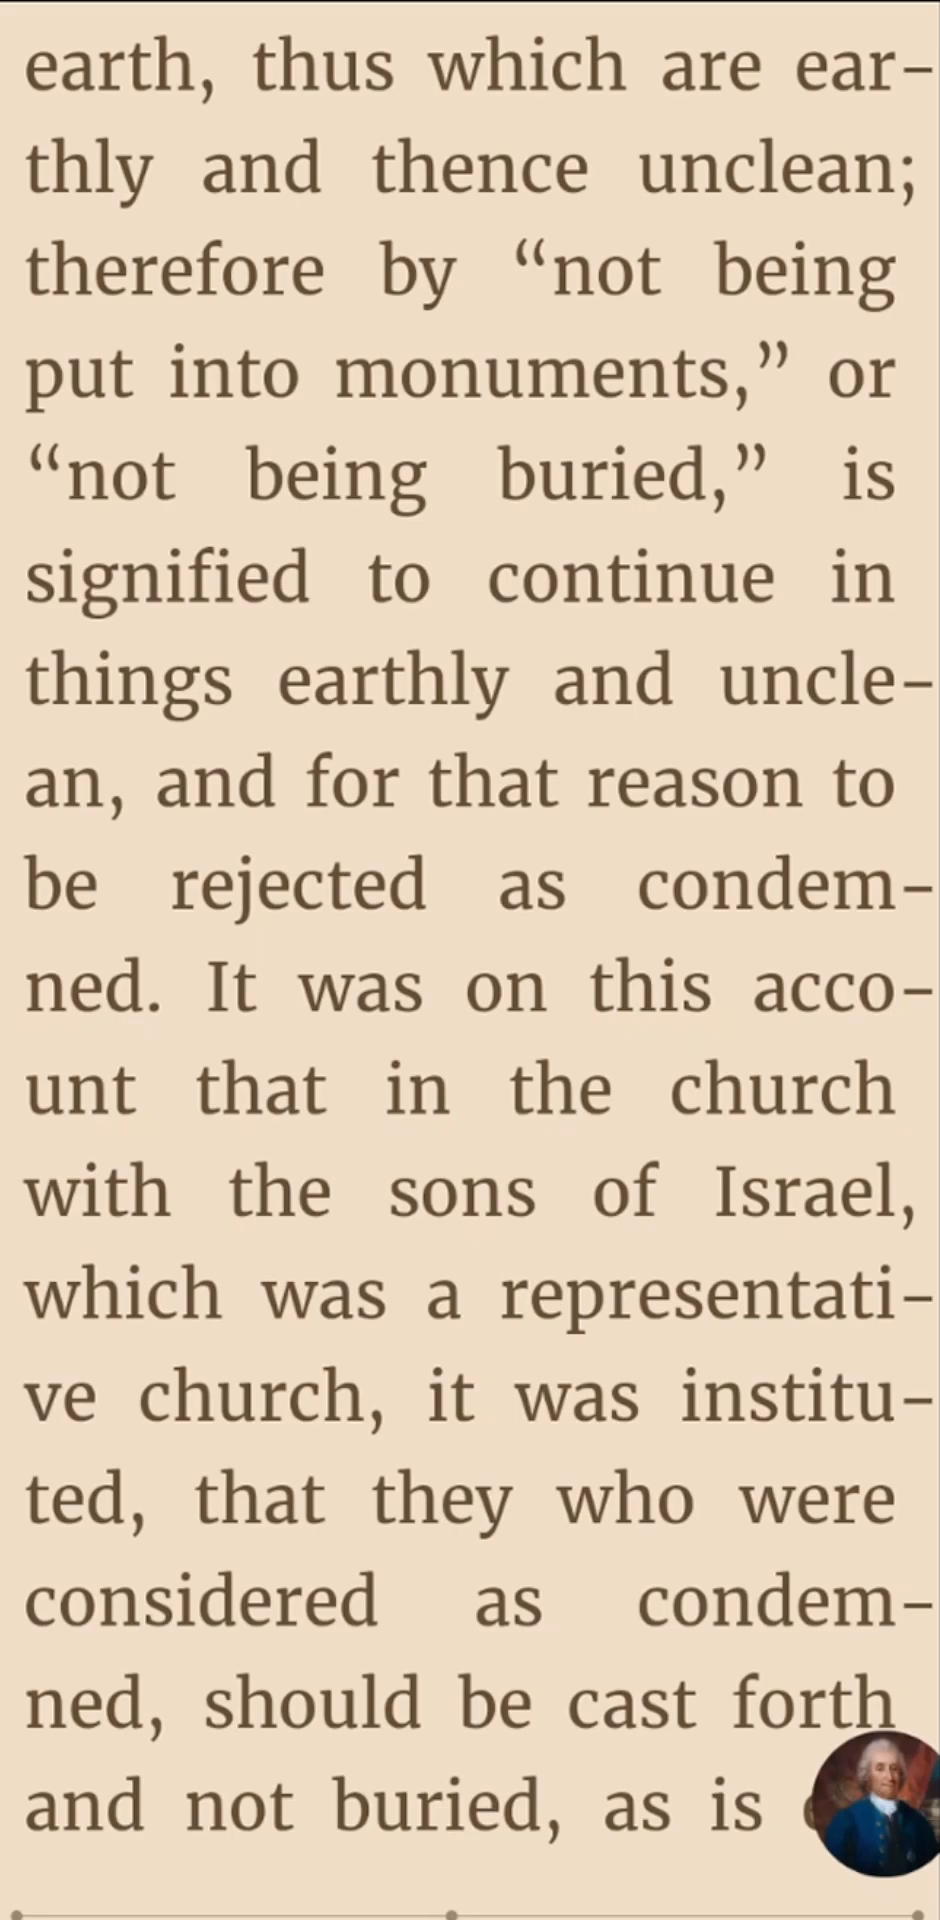 earth, thus which are ear-
thly and thence unclean;
therefore by “not being
put into monuments,” or
“not being buried,” is
signified to continue in
things earthly and uncle-
an, and for that reason to
be rejected as condem-
ned. It was on this acco-
unt that in the church
with the sons of Israel,
which was a representati-
ve church, it was institu-
ted, that they who were
considered as condem-
ned, should be cast forth
and not buried, as is